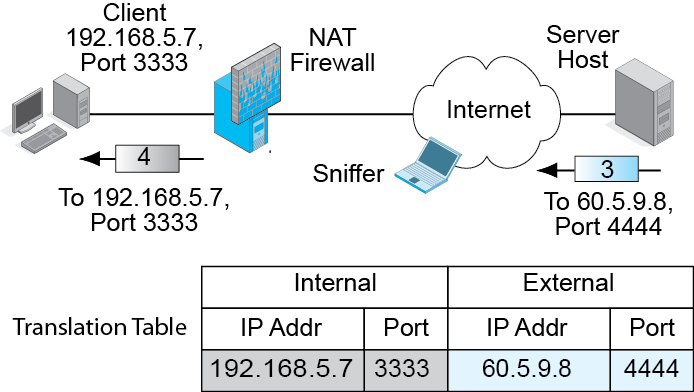 Client
192.168.5.7,
Port 3333
NAT
Firewall
Server
Host
Internet
Sniffer
4
To 192.168.5.7,
Port 3333
3
To 60.5.9.8,
Port 4444
Translation Table
Internal External
IP Addr Port IP Addr Port
192.168.5.7 3333 60.5.9.8 4444